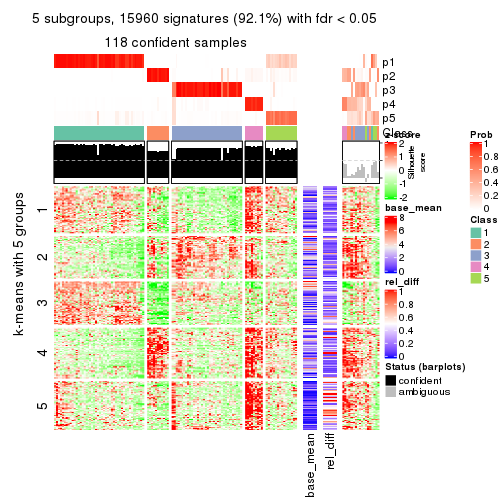 5 subgroups, 15960 signatures (92.1%) with fdr < 0.05
118 confident samples
p1
p2
p3
p4
p5
Class
Silhouette
score
k-means with 5 groups
1
2
3
4
5
base_mean
rel_diff
z-score
2
1
0
-1
-2
base_mean
8
6
4
2
0
rel_diff
1
0.8
0.6
0.4
0.2
0
Status (barplots)
confident
ambiguous
Prob
1
0.8
0.6
0.4
0.2
0
Class
1
2
3
4
5